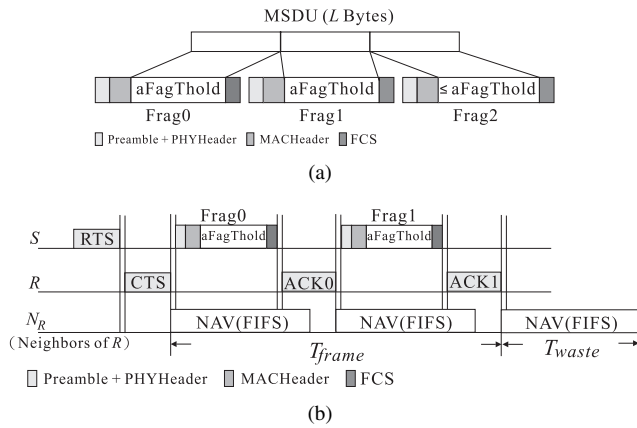 MSDU (L Bytes)
aFagThold aFagThold ≤ aFagThold
Frag0 Frag1 Frag2
Preamble + PHYHeader MACHeader FCS
(a)
Frag0 Frag1
S RTS aFagThold aFagThold
R CTS ACK0 ACK1
N_R NAV(FIFS) NAV(FIFS) NAV(FIFS)
(Neighbors of R) T_frame T_waste
Preamble + PHYHeader MACHeader FCS
(b)